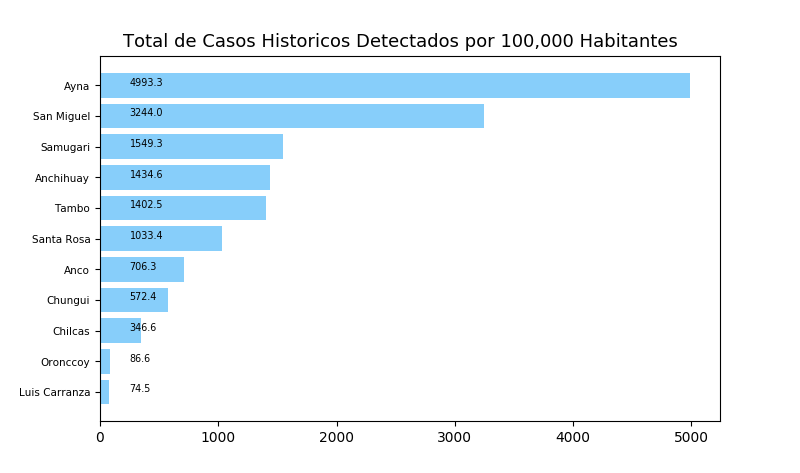 Total de Casos Historicos Detectados por 100,000 Habitantes
Ayna 4993.3
San Miguel 3244.0
Samugari 1549.3
Anchihuay 1434.6
Tambo 1402.5
Santa Rosa 1033.4
Anco 706.3
Chungui 572.4
Chilcas 346.6
Oronccoy 86.6
Luis Carranza 74.5
0 1000 2000 3000 4000 5000